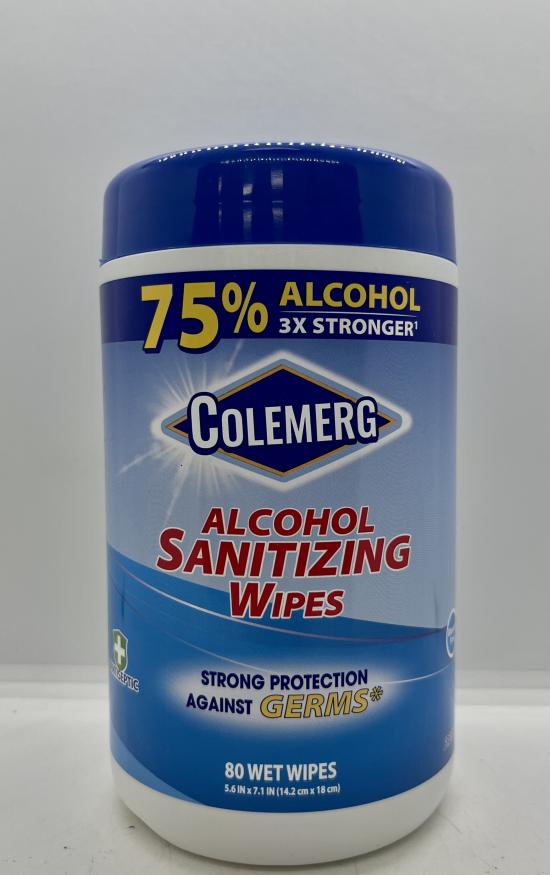 75% ALCOHOL
3X STRONGER¹
COLEMERG
ALCOHOL
SANITIZING
WIPES
STRONG PROTECTION
AGAINST GERMS*
80 WET WIPES
5.6 IN x 7.1 IN (14.2 cm x 18 cm)